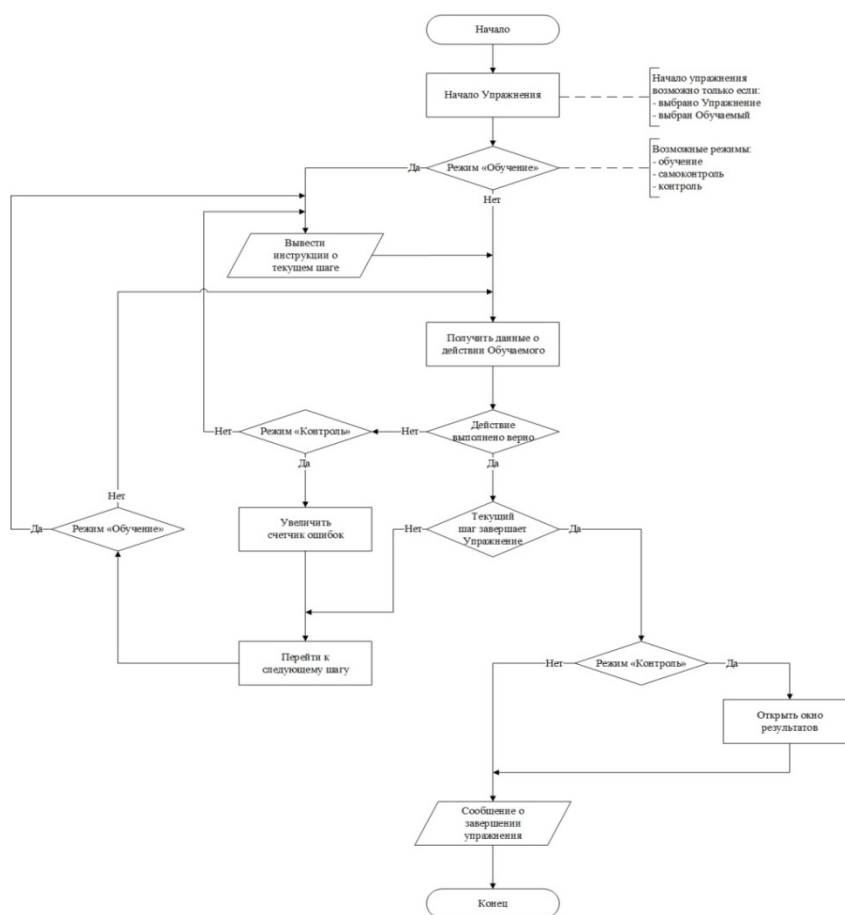 Начало
Начало Упражнения
Начало упражнения
возможно только если:
- выбрано Упражнение
- выбран Обучаемый
Да
Режим «Обучение»
Возможные режимы:
- обучение
- самоконтроль
- контроль
Нет
Вывести
инструкции о
текущем шаге
Получить данные о
действии Обучаемого
Нет
Режим «Контроль»
Нет
Действие
выполнено верно
Да
Да
Нет
Да
Режим «Обучение»
Увеличить
счетчик ошибок
Нет
Текущий
шаг завершает
Упражнение
Да
Перейти к
следующему шагу
Нет
Режим «Контроль»
Да
Открыть окно
результатов
Сообщение о
завершении
упражнения
Конец